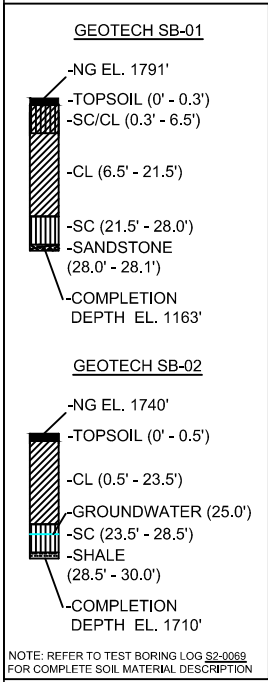 GEOTECH SB-01
-NG EL. 1791'
-TOPSOIL (0' - 0.3')
-SC/CL (0.3' - 6.5')
-CL (6.5' - 21.5')
-SC (21.5' - 28.0')
-SANDSTONE
(28.0' - 28.1')
-COMPLETION
DEPTH EL. 1163'
GEOTECH SB-02
-NG EL. 1740'
-TOPSOIL (0' - 0.5')
-CL (0.5' - 23.5')
-GROUNDWATER (25.0')
-SC (23.5' - 28.5')
-SHALE
(28.5' - 30.0')
-COMPLETION
DEPTH EL. 1710'
NOTE: REFER TO TEST BORING LOG S2-0069
FOR COMPLETE SOIL MATERIAL DESCRIPTION